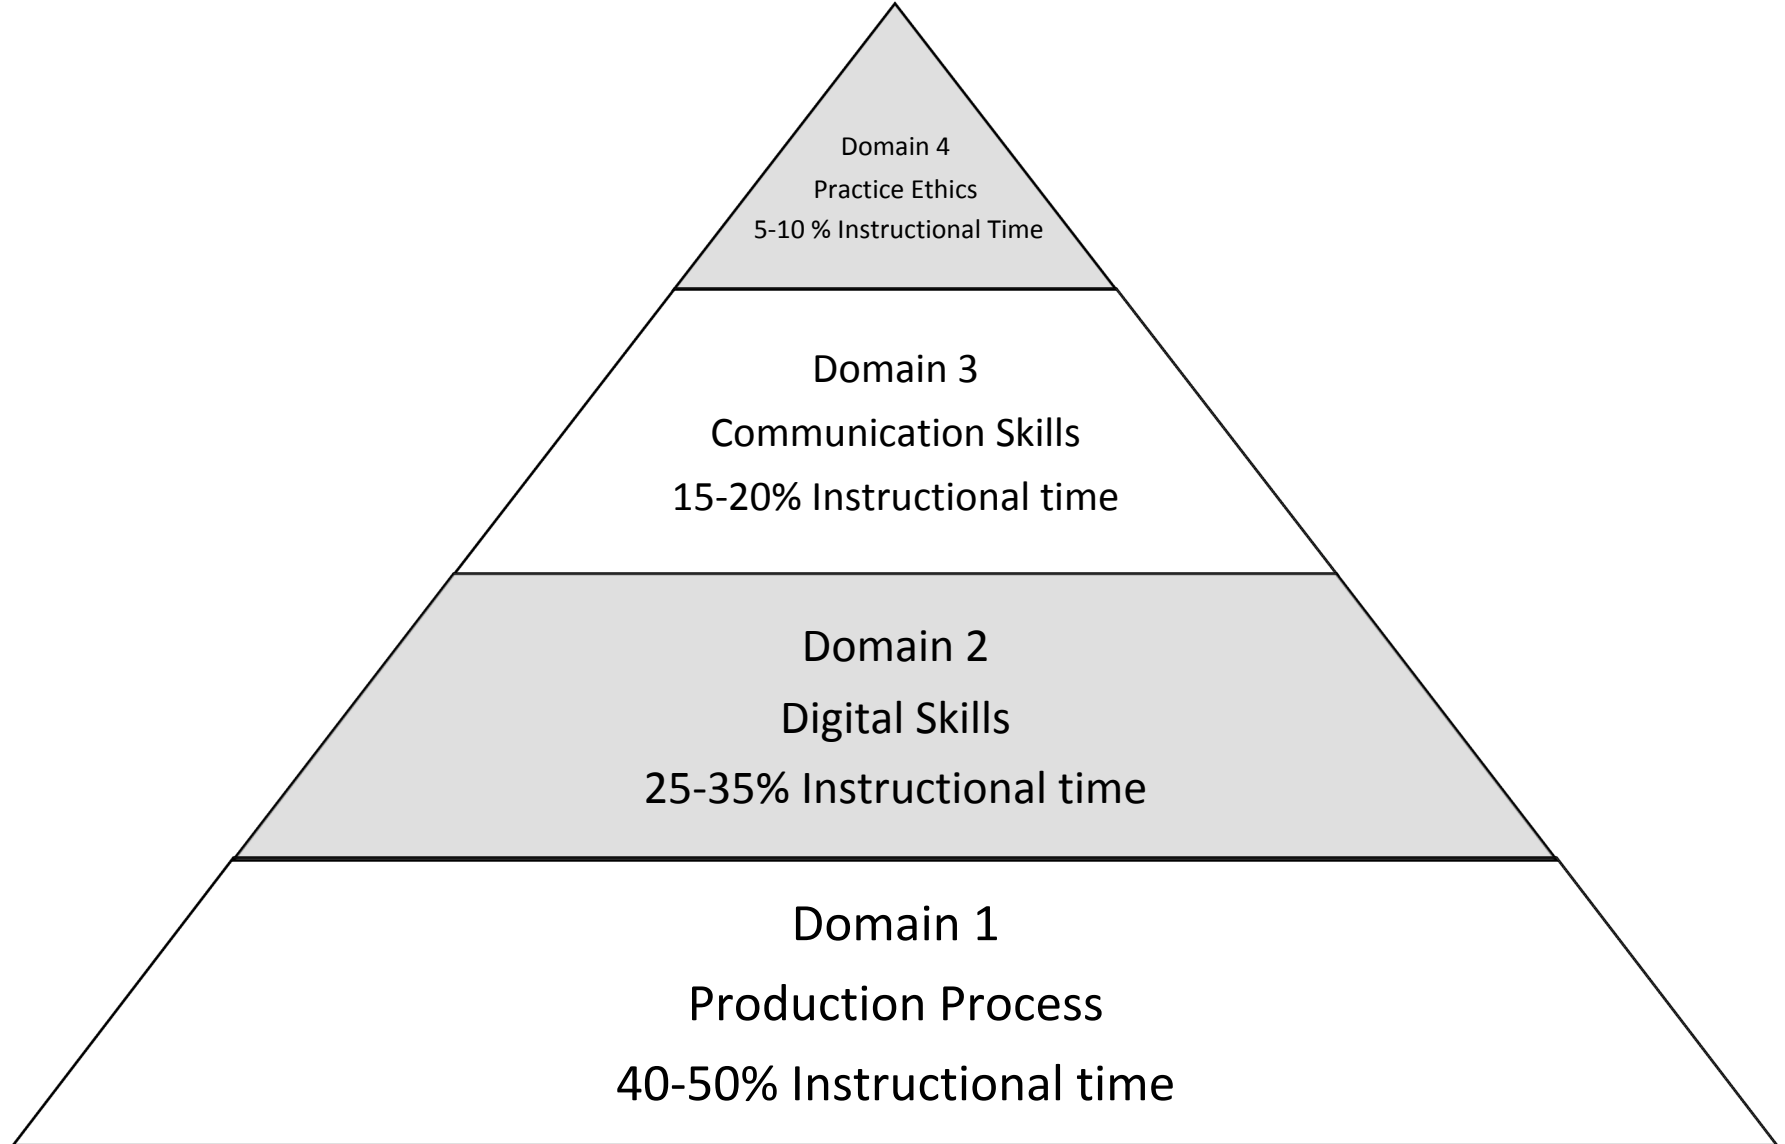 Domain 4
Practice Ethics
5-10 % Instructional Time
Domain 3
Communication Skills
15-20% Instructional time
Domain 2
Digital Skills
25-35% Instructional time
Domain 1
Production Process
40-50% Instructional time